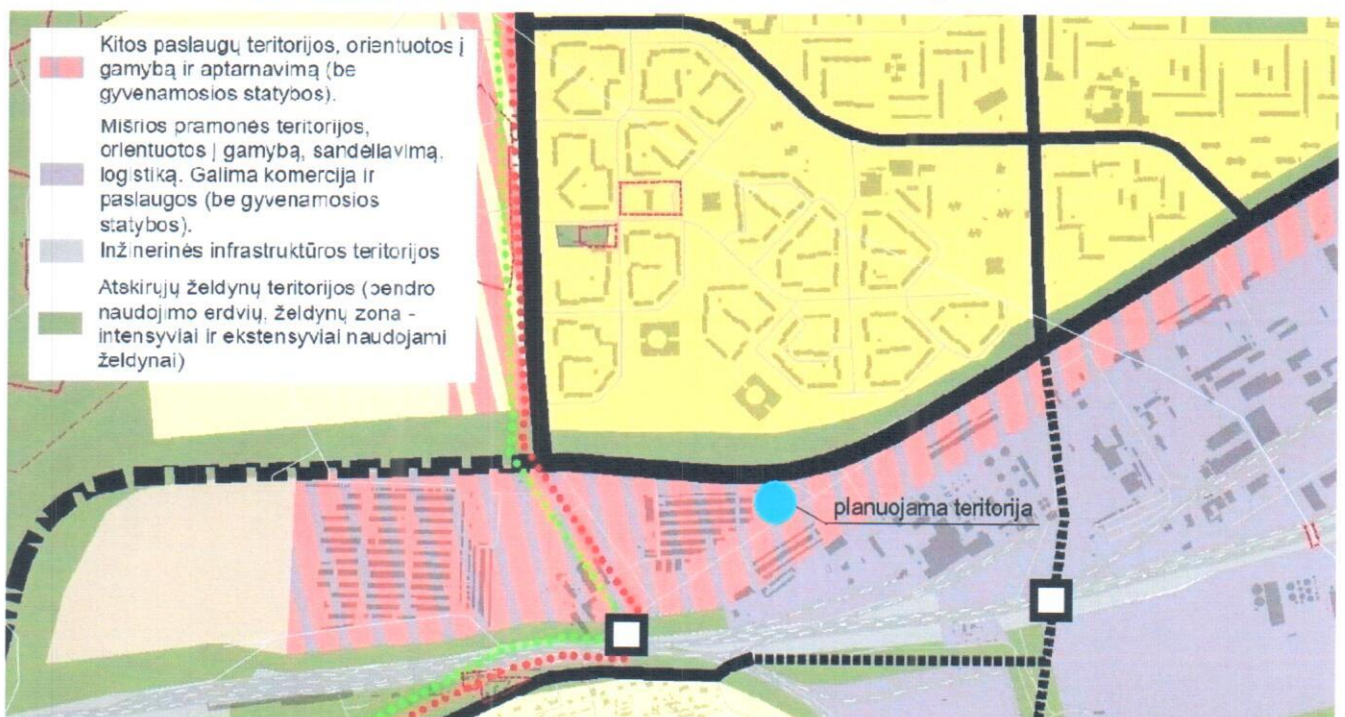 Kitos paslaugų teritorijos, orientuotos į
gamybą ir aptarnavimą (be
gyvenamosios statybos).
Mišrios pramonės teritorijos,
orientuotos į gamybą, sandėliavimą,
logistiką. Galima komercija ir
paslaugos (be gyvenamosios
statybos).
Inžinerinės infrastruktūros teritorijos
Atskirųjų želdynų teritorijos (bendro
naudojimo erdvių, želdynų zona -
intensyviai ir ekstensyviai naudojami
želdynai)
planuojama teritorija